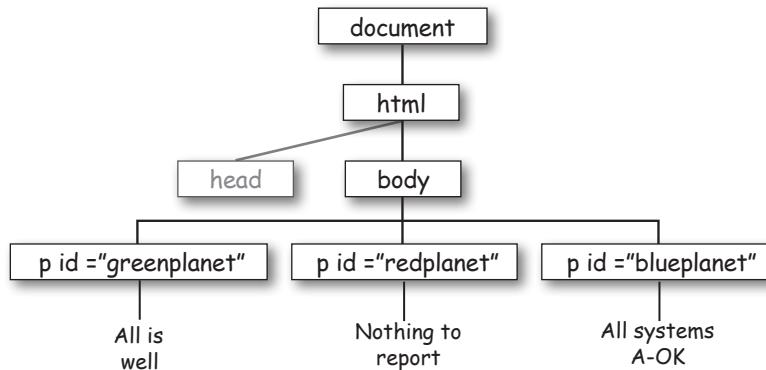 document
html
head
body
p id ="greenplanet"
p id ="redplanet"
p id ="blueplanet"
All is
well
Nothing to
report
All systems
A-OK